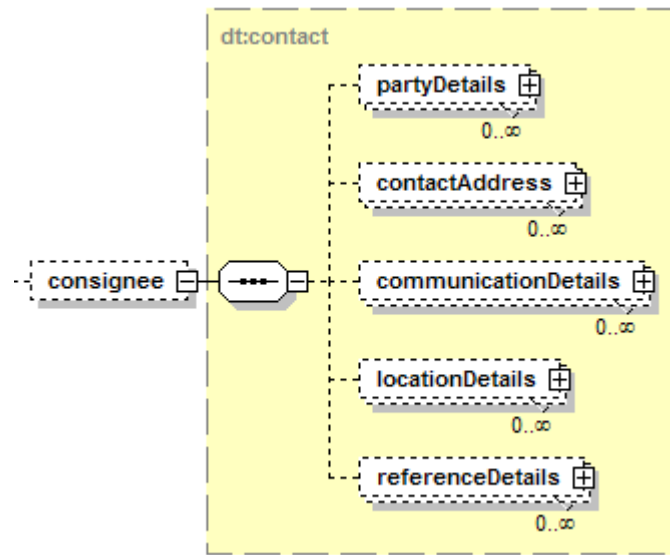 dt:contact
partyDetails
0..∞
contactAddress
0..∞
consignee
communicationDetails
0..∞
locationDetails
0..∞
referenceDetails
0..∞